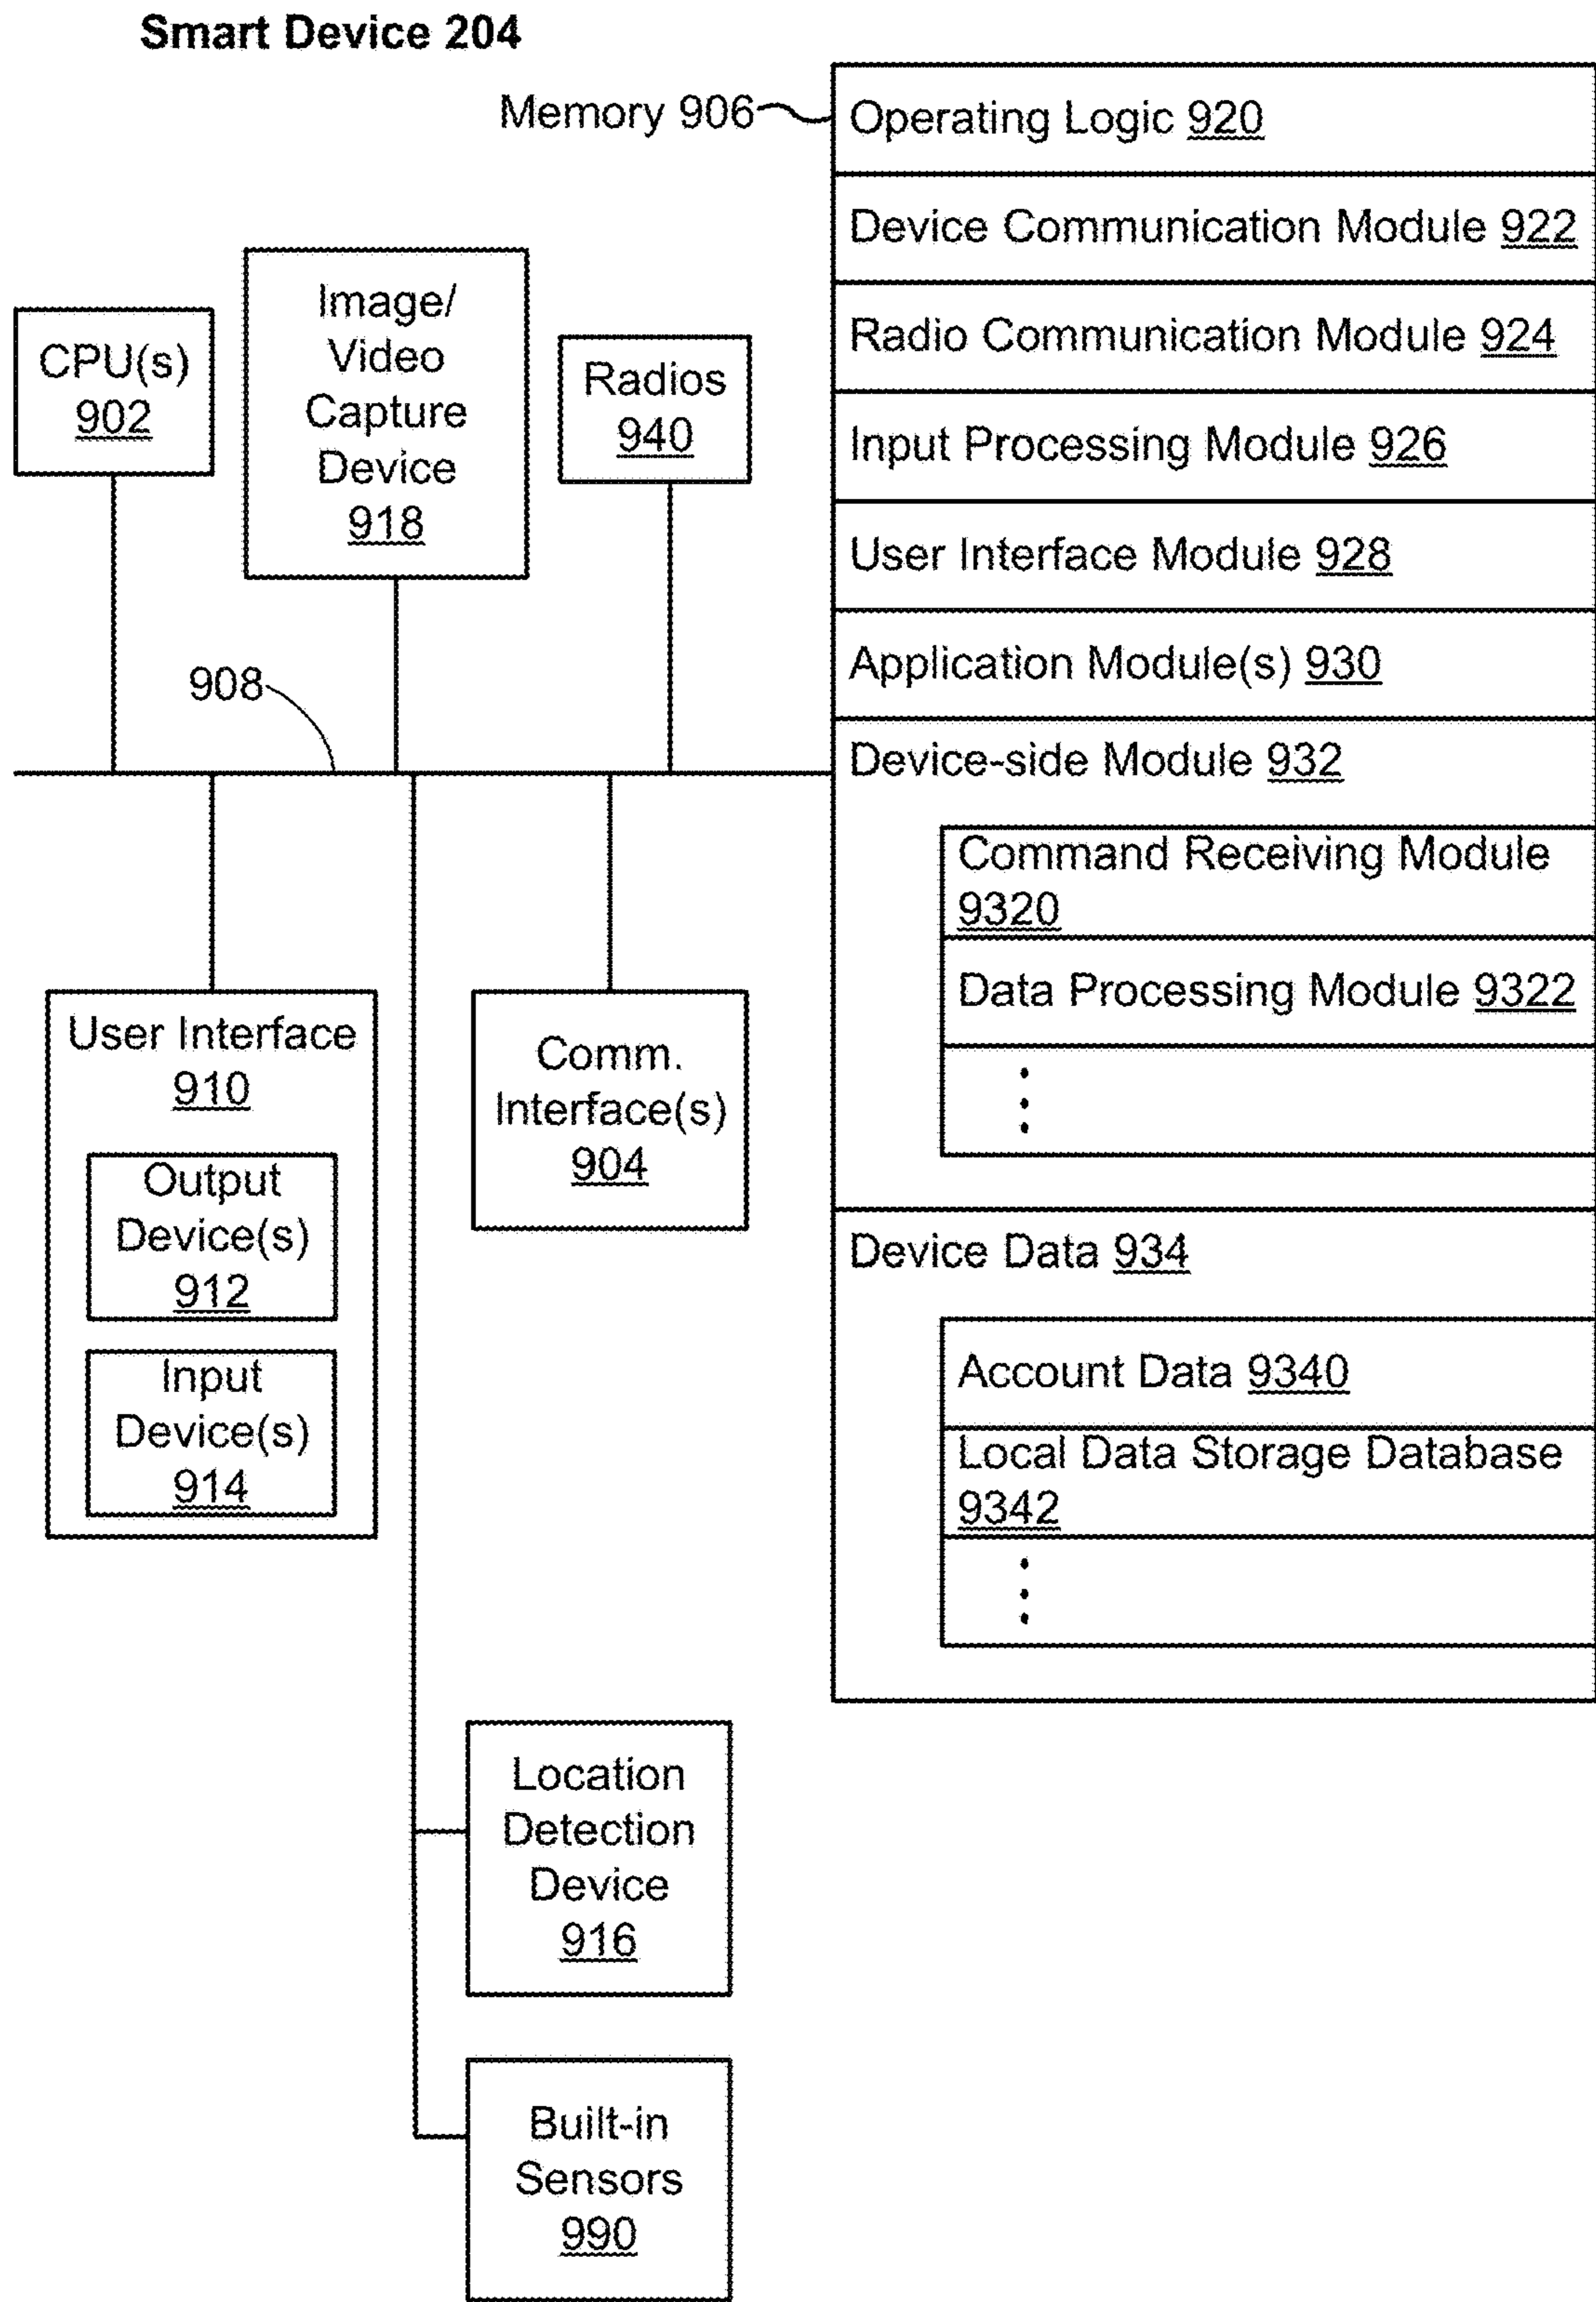 Smart Device 204
Memory 906
Operating Logic 920
Device Communication Module 922
Radio Communication Module 924
Input Processing Module 926
User Interface Module 928
Application Module(s) 930
Device-side Module 932
Command Receiving Module
9320
Data Processing Module 9322
Device Data 934
Account Data 9340
Local Data Storage Database
9342
CPU(s)
902
Image/
Video
Capture
Device
918
Radios
940
908
User Interface
910
Output
Device(s)
912
Input
Device(s)
914
Comm.
Interface(s)
904
Location
Detection
Device
916
Built-in
Sensors
990